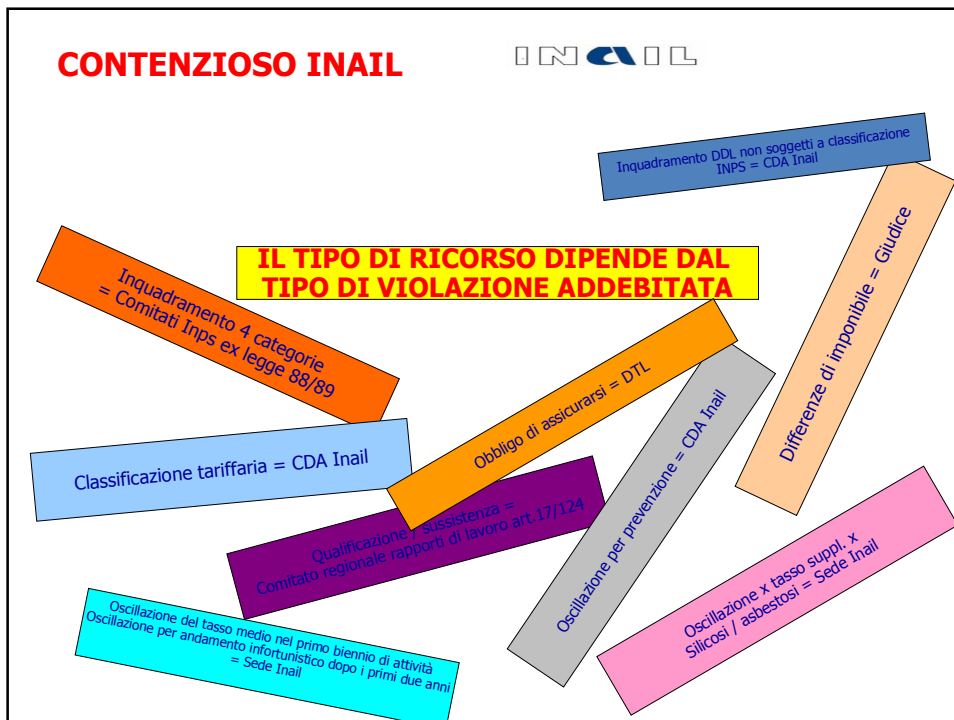 CONTENZIOSO INAIL
INAIL
Inquadramento DDL non soggetti a classificazione
INPS = CDA Inail
IL TIPO DI RICORSO DIPENDE DAL
TIPO DI VIOLAZIONE ADDEBITATA
Inquadramento 4 categorie
= Comitati Inps ex legge 88/89
Differenze di imponibile = Giudice
Obbligo di assicurarsi = DTL
Classificazione tariffaria = CDA Inail
Oscillazione per prevenzione = CDA Inail
Qualificazione / sussistenza =
Comitato regionale rapporti di lavoro art.17/124
Oscillazione x tasso suppl. x
Silicosi / asbestosi = Sede Inail
Oscillazione del tasso medio nel primo biennio di attività
Oscillazione per andamento infortunistico dopo i primi due anni
= Sede Inail